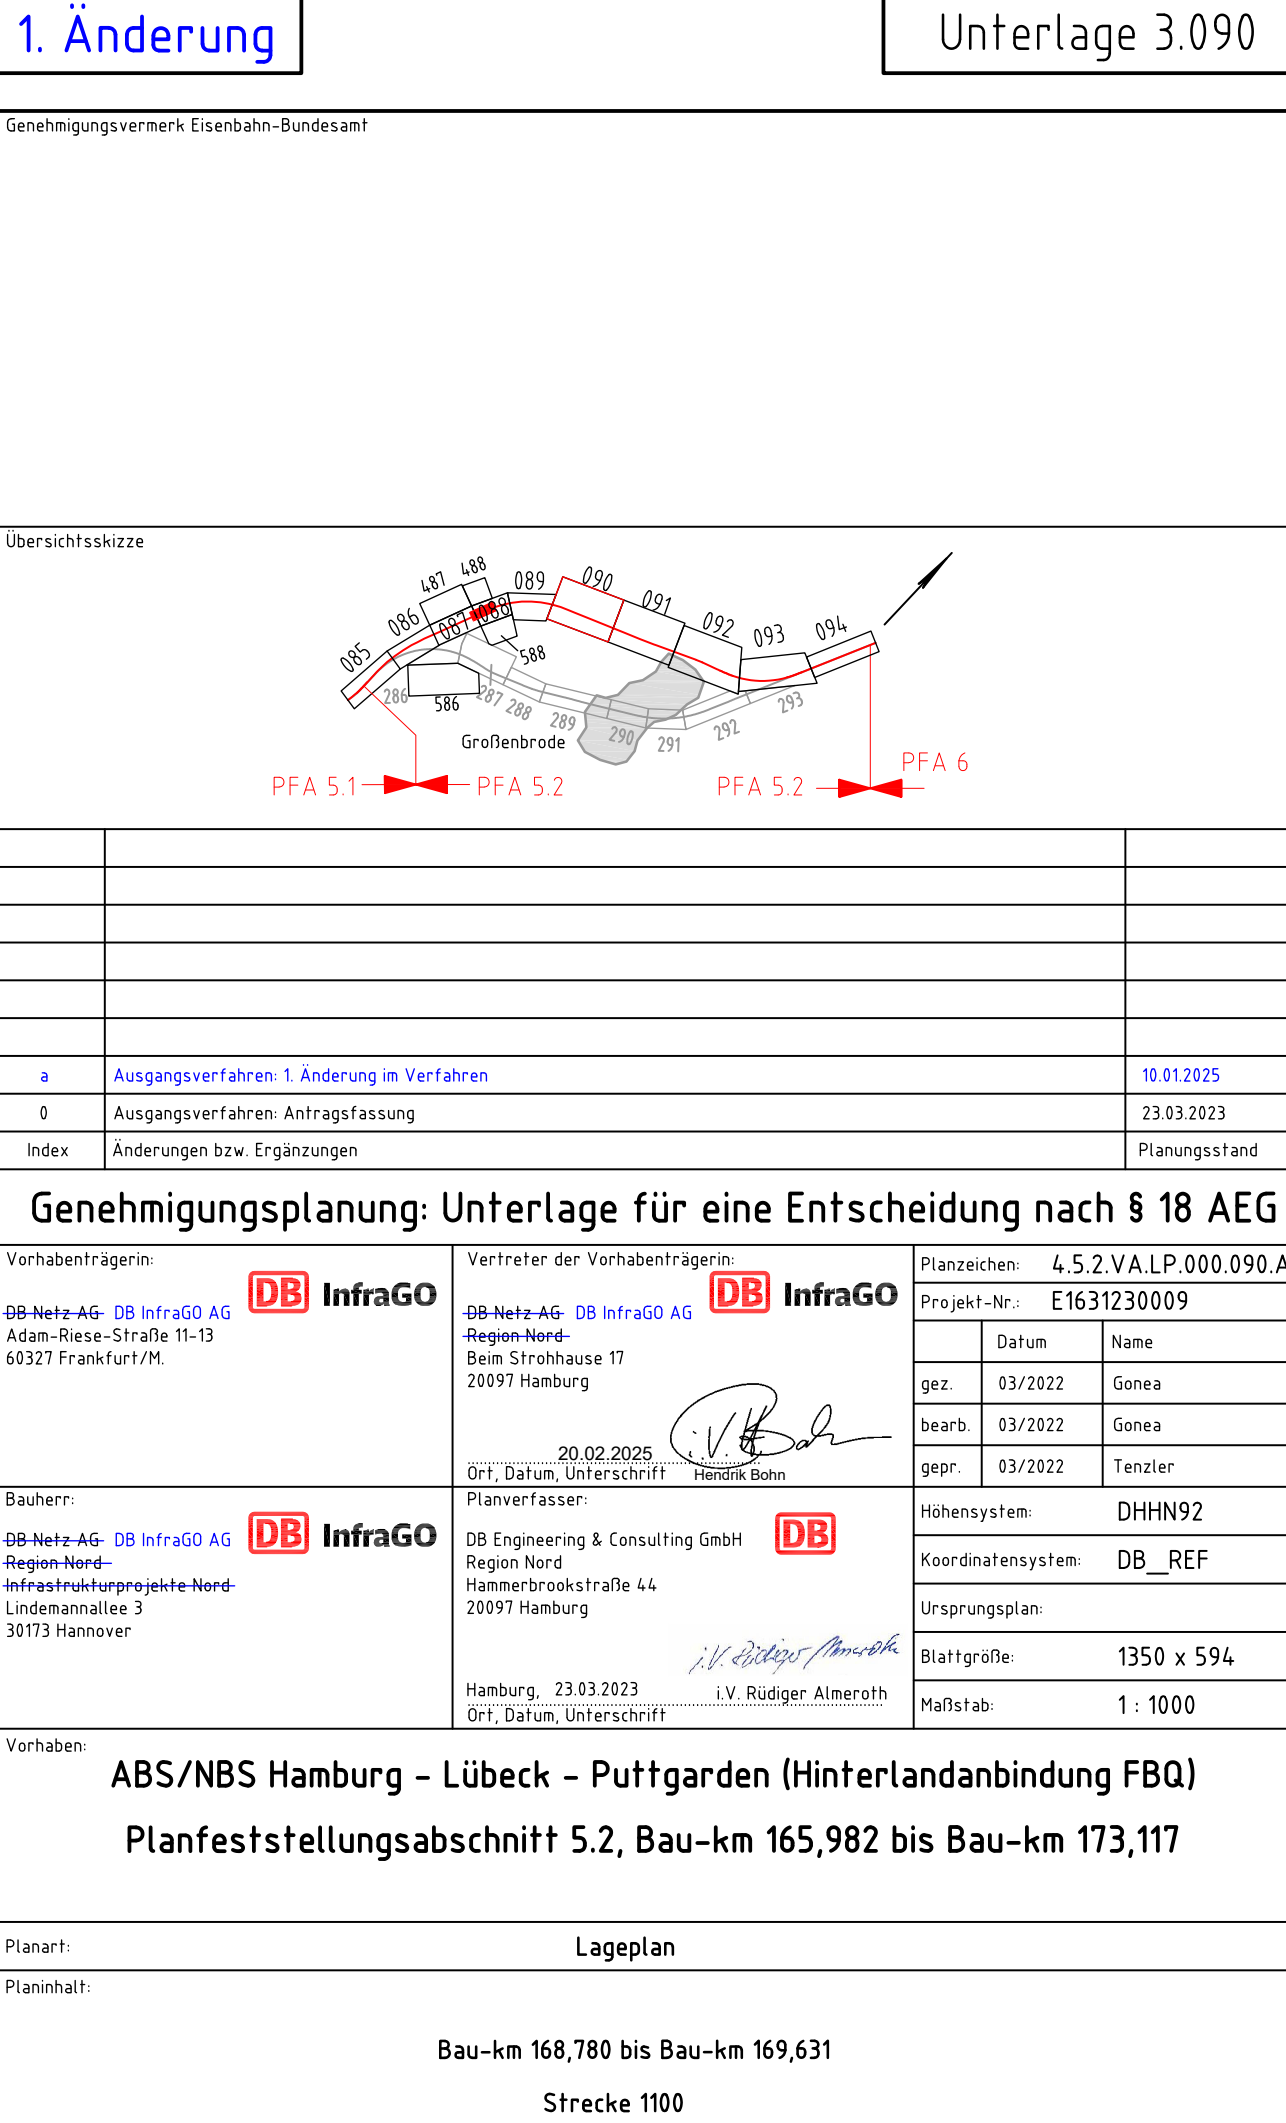 1. Änderung
Unterlage 3.090
Genehmigungsvermerk Eisenbahn-Bundesamt
Übersichtsskizze
085
086
487
087
488
088
089
588
090
091
092
093
094
286
586
287
288
289
290
291
292
293
Großenbrode
PFA 5.1
PFA 5.2
PFA 5.2
PFA 6
a Ausgangsverfahren: 1. Änderung im Verfahren 10.01.2025
0 Ausgangsverfahren: Antragsfassung 23.03.2023
Index Änderungen bzw. Ergänzungen Planungsstand
Genehmigungsplanung: Unterlage für eine Entscheidung nach § 18 AEG
Vorhabenträgerin:
DB InfraGO
DB Netz AG DB InfraGO AG
Adam-Riese-Straße 11-13
60327 Frankfurt/M.
Vertreter der Vorhabenträgerin:
DB InfraGO
DB Netz AG DB InfraGO AG
Region Nord
Beim Strohhause 17
20097 Hamburg
i.V. H. Bohn
20.02.2025
Ort, Datum, Unterschrift
Hendrik Bohn
Planzeichen: 4.5.2.VA.LP.000.090.A
Projekt-Nr.: E1631230009
Datum Name
gez. 03/2022 Gonea
bearb. 03/2022 Gonea
gepr. 03/2022 Tenzler
Bauherr:
DB InfraGO
DB Netz AG DB InfraGO AG
Region Nord
Infrastrukturprojekte Nord
Lindemannallee 3
30173 Hannover
Planverfasser:
DB
DB Engineering & Consulting GmbH
Region Nord
Hammerbrookstraße 44
20097 Hamburg
i.V. Rüdiger Almeroth
Hamburg, 23.03.2023 i.V. Rüdiger Almeroth
Ort, Datum, Unterschrift
Höhensystem: DHHN92
Koordinatensystem: DB_REF
Ursprungsplan:
Blattgröße: 1350 x 594
Maßstab: 1 : 1000
Vorhaben:
ABS/NBS Hamburg - Lübeck - Puttgarden (Hinterlandanbindung FBQ)
Planfeststellungsabschnitt 5.2, Bau-km 165,982 bis Bau-km 173,117
Planart: Lageplan
Planinhalt:
Bau-km 168,780 bis Bau-km 169,631
Strecke 1100